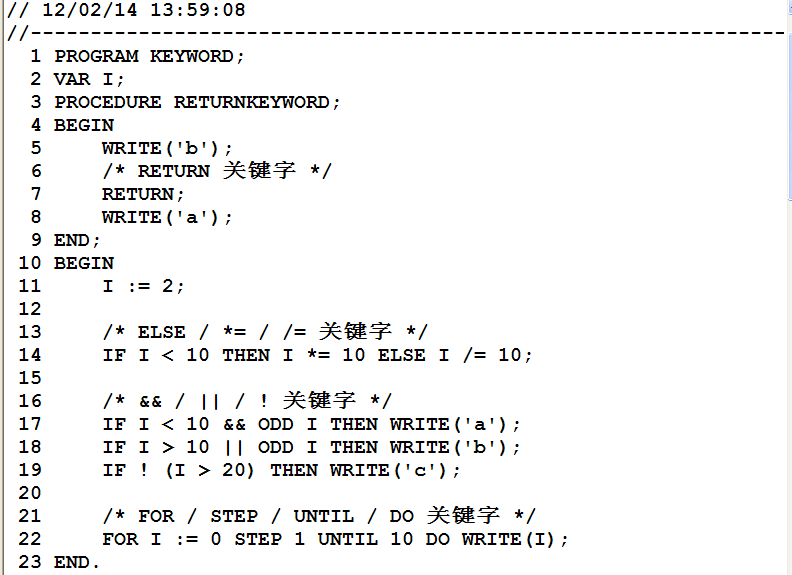 // 12/02/14 13:59:08
//---------------------------------------------------------------
1 PROGRAM KEYWORD;
2 VAR I;
3 PROCEDURE RETURNKEYWORD;
4 BEGIN
5     WRITE('b');
6     /* RETURN 关键字 */
7     RETURN;
8     WRITE('a');
9 END;
10 BEGIN
11     I := 2;
12
13     /* ELSE / *= / /= 关键字 */
14     IF I < 10 THEN I *= 10 ELSE I /= 10;
15
16     /* && / || / ! 关键字 */
17     IF I < 10 && ODD I THEN WRITE('a');
18     IF I > 10 || ODD I THEN WRITE('b');
19     IF ! (I > 20) THEN WRITE('c');
20
21     /* FOR / STEP / UNTIL / DO 关键字 */
22     FOR I := 0 STEP 1 UNTIL 10 DO WRITE(I);
23 END.